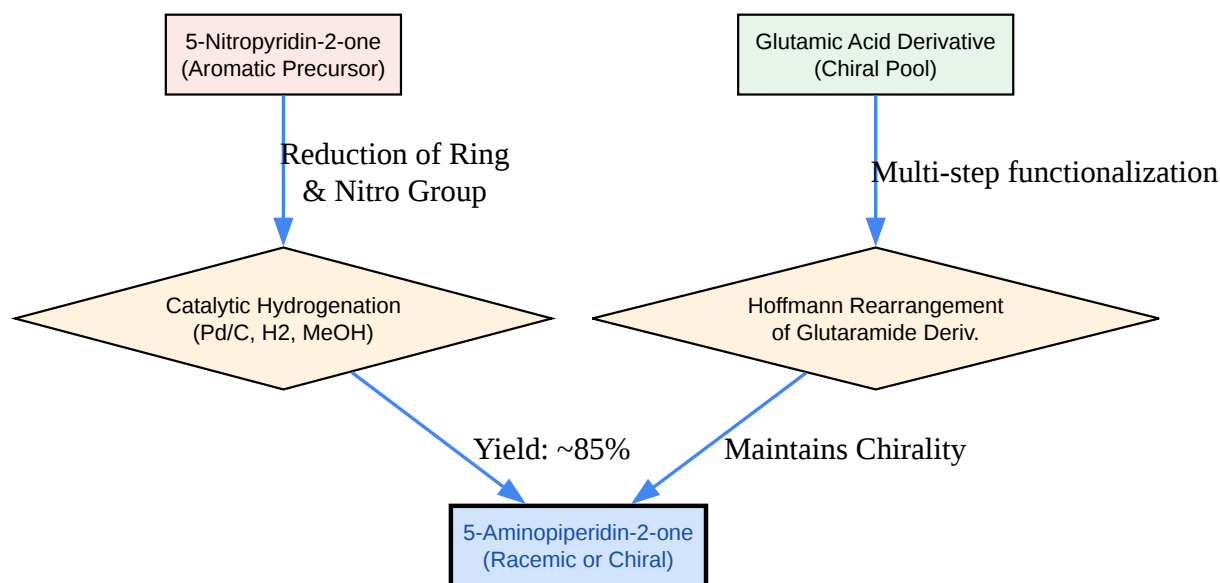 5-Nitropyridin-2-one
(Aromatic Precursor)
Glutamic Acid Derivative
(Chiral Pool)
Reduction of Ring
& Nitro Group
Multi-step functionalization
Catalytic Hydrogenation
(Pd/C, H2, MeOH)
Hoffmann Rearrangement
of Glutaramide Deriv.
Yield: ~85%
Maintains Chirality
5-Aminopiperidin-2-one
(Racemic or Chiral)